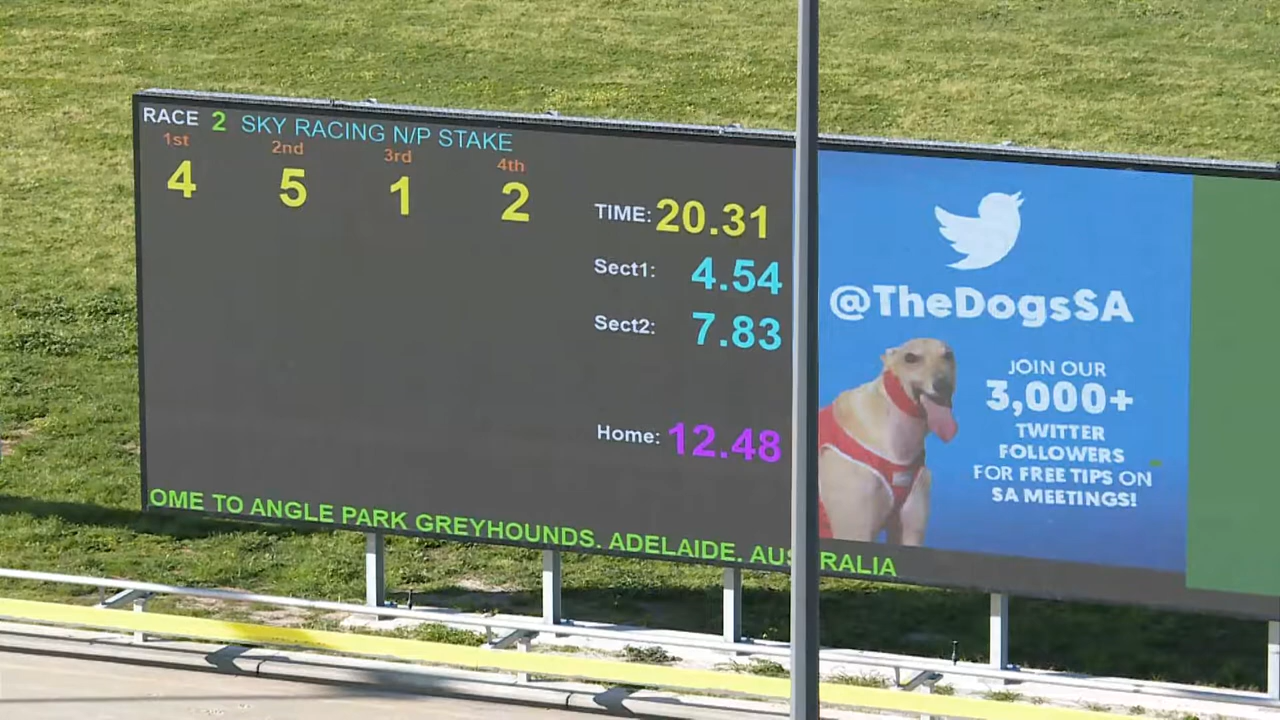 RACE 2 SKY RACING N/P STAKE
1st 2nd 3rd 4th
4 5 1 2
TIME: 20.31
Sect1: 4.54
Sect2: 7.83
Home: 12.48
OME TO ANGLE PARK GREYHOUNDS. ADELAIDE. AUSTRALIA
@TheDogsSA
JOIN OUR
3,000+
TWITTER
FOLLOWERS
FOR FREE TIPS ON
SA MEETINGS!